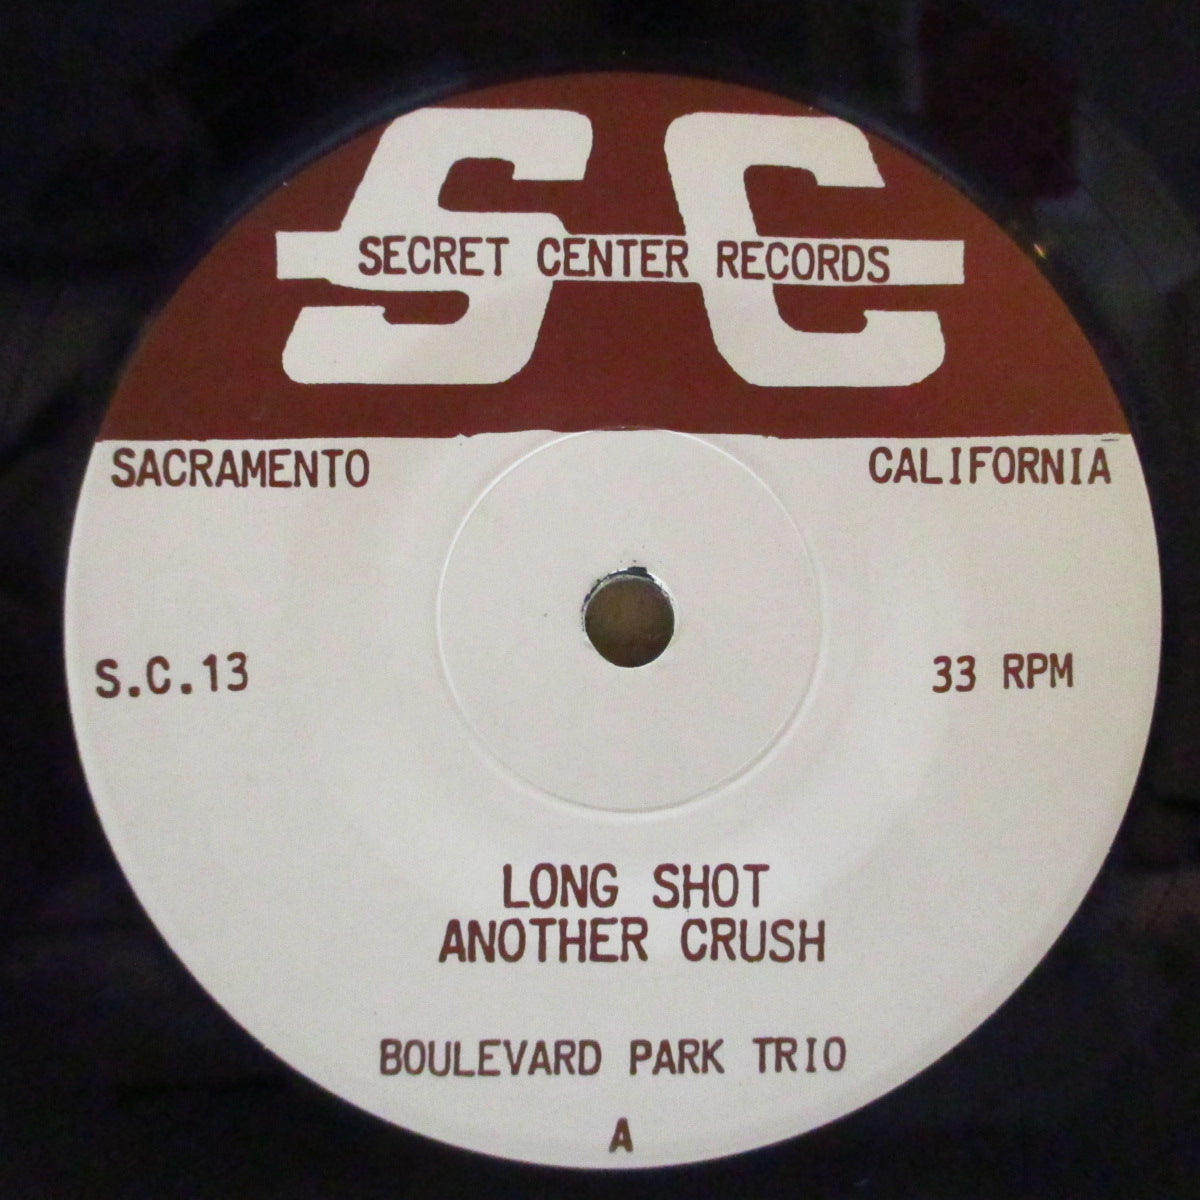 SC
SECRET CENTER RECORDS
SACRAMENTO CALIFORNIA
S.C.13 33 RPM
LONG SHOT
ANOTHER CRUSH
BOULEVARD PARK TRIO
A